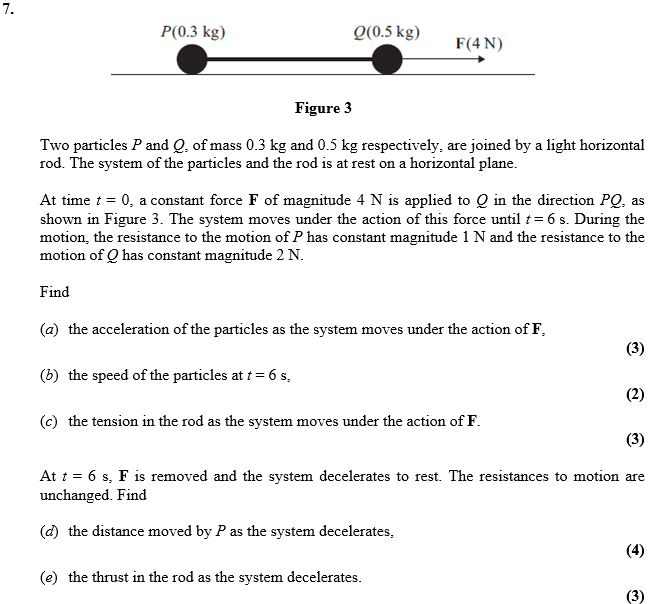 7.
P(0.3 kg)
Q(0.5 kg)
F(4 N)
Figure 3
Two particles P and Q, of mass 0.3 kg and 0.5 kg respectively, are joined by a light horizontal
rod. The system of the particles and the rod is at rest on a horizontal plane.
At time t = 0, a constant force F of magnitude 4 N is applied to Q in the direction PQ, as
shown in Figure 3. The system moves under the action of this force until t = 6 s. During the
motion, the resistance to the motion of P has constant magnitude 1 N and the resistance to the
motion of Q has constant magnitude 2 N.
Find
(a) the acceleration of the particles as the system moves under the action of F,
(3)
(b) the speed of the particles at t = 6 s,
(2)
(c) the tension in the rod as the system moves under the action of F.
(3)
At t = 6 s, F is removed and the system decelerates to rest. The resistances to motion are
unchanged. Find
(d) the distance moved by P as the system decelerates,
(4)
(e) the thrust in the rod as the system decelerates.
(3)